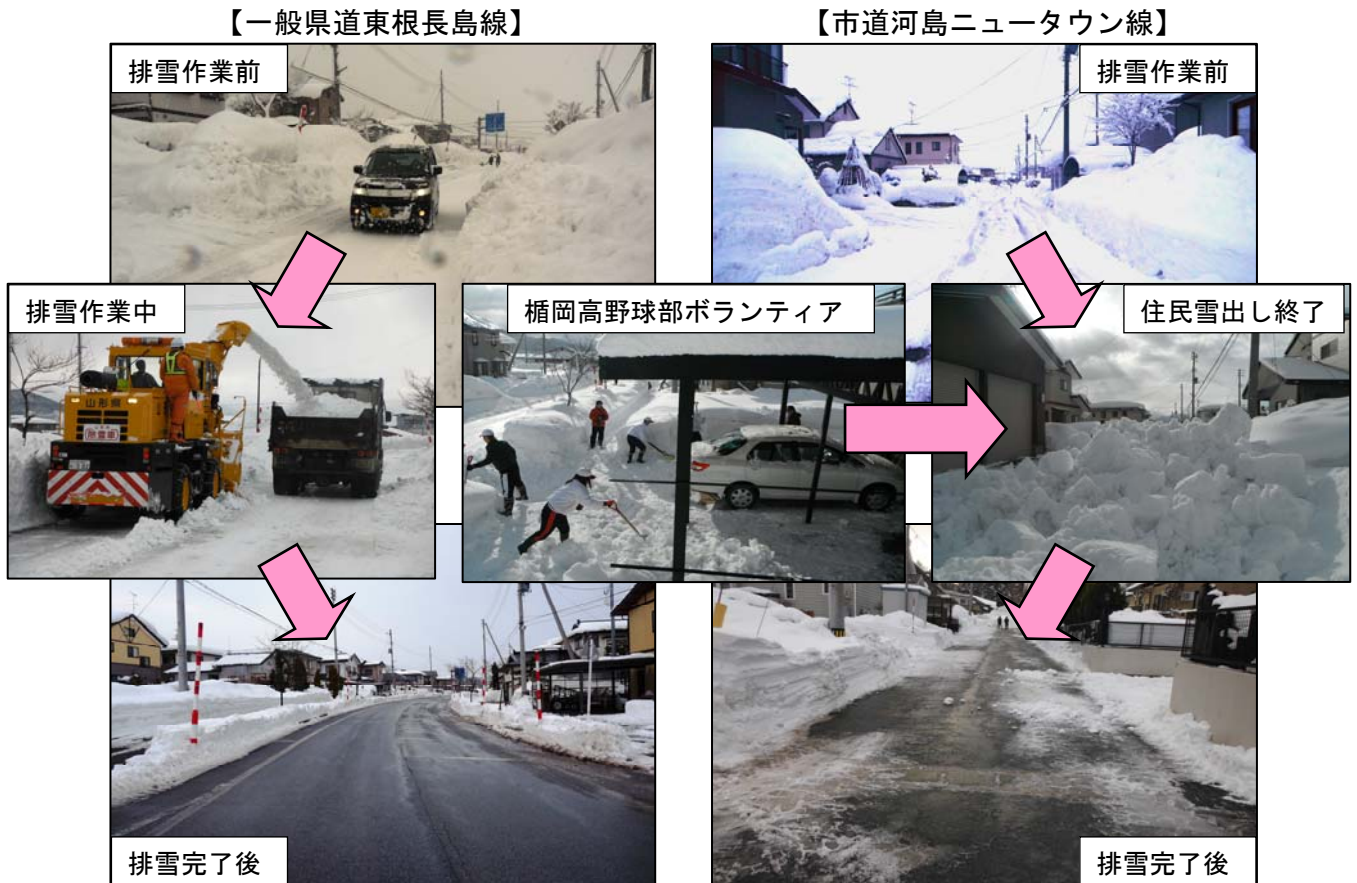 【一般県道東根長島線】
【市道河島ニュータウン線】
排雪作業前
排雪作業前
排雪作業中
楯岡高野球部ボランティア
住民雪出し終了
山形県
除雪車
排雪完了後
排雪完了後